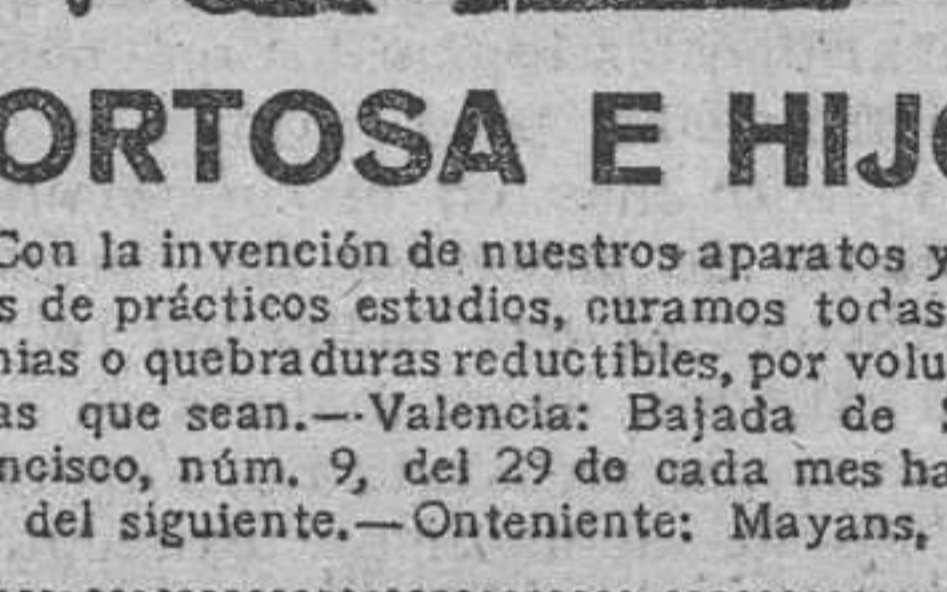 ORTOSA E HIJO
Con la invención de nuestros aparatos y
s de prácticos estudios, curamos todas
nias o quebraduras reductibles, por volu
as que sean.—Valencia: Bajada de
ncisco, núm. 9, del 29 de cada mes ha
del siguiente.—Onteniente: Mayans,